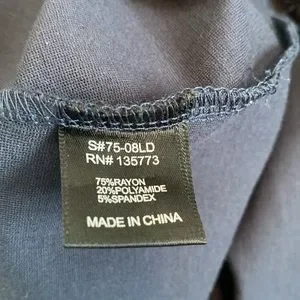 S#75-08LD
RN# 135773
75%RAYON
20%POLYAMIDE
5%SPANDEX
MADE IN CHINA